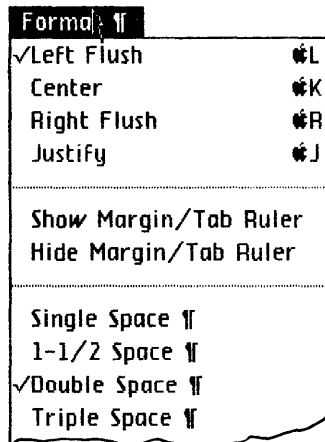 Format ¶
✓Left Flush L
Center K
Right Flush R
Justify J
Show Margin/Tab Ruler
Hide Margin/Tab Ruler
Single Space ¶
1-1/2 Space ¶
✓Double Space ¶
Triple Space ¶